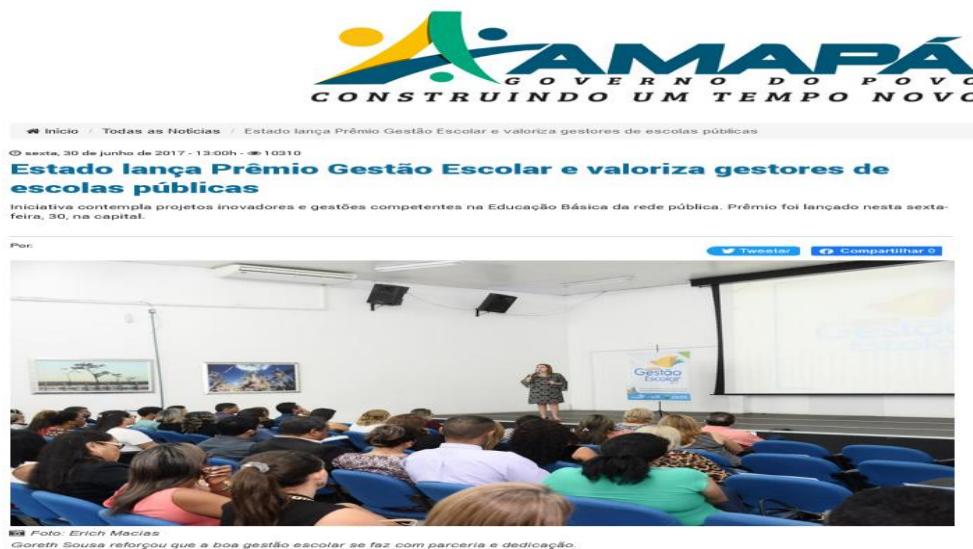 AMAPÁ
GOVERNO DO POVO
CONSTRUINDO UM TEMPO NOVO
Início / Todas as Notícias / Estado lança Prêmio Gestão Escolar e valoriza gestores de escolas públicas
sexta, 30 de junho de 2017 - 13:00h - 10310
Estado lança Prêmio Gestão Escolar e valoriza gestores de
escolas públicas
Iniciativa contempla projetos inovadores e gestões competentes na Educação Básica da rede pública. Prêmio foi lançado nesta sexta-
feira, 30, na capital.
Por:
Tweetar Compartilhar 0
Gestão
Escolar
Gestão
Foto: Erich Macias
Goreth Sousa reforçou que a boa gestão escolar se faz com parceria e dedicação.